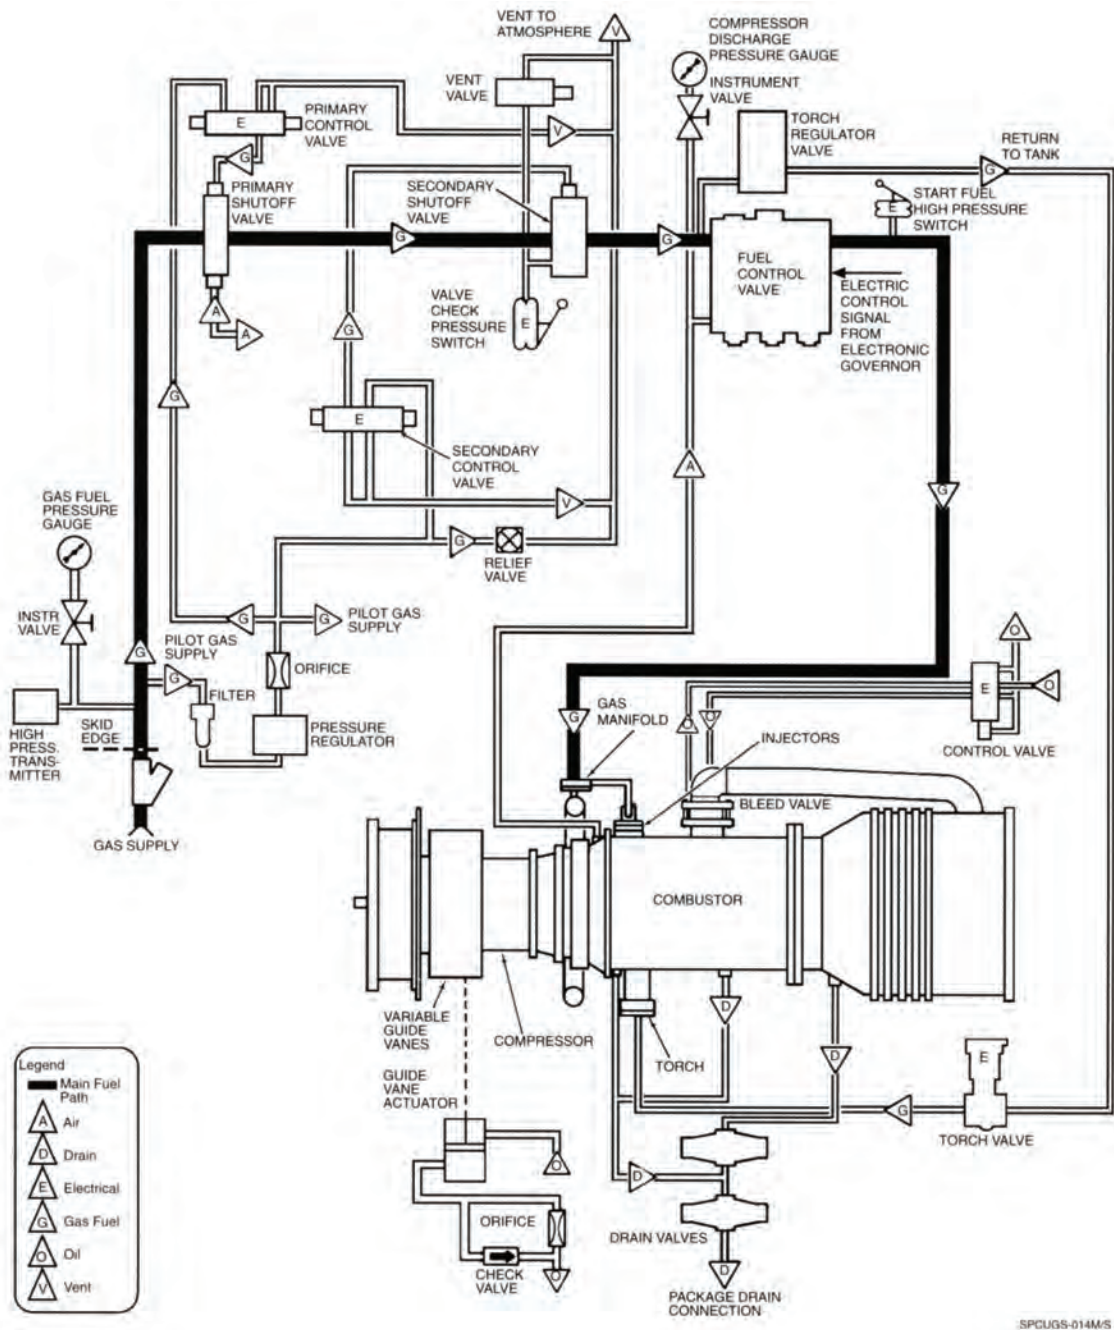 VENT TO
ATMOSPHERE
V
COMPRESSOR
DISCHARGE
PRESSURE GAUGE
VENT
VALVE
INSTRUMENT
VALVE
E
PRIMARY
CONTROL
VALVE
V
TORCH
REGULATOR
VALVE
RETURN
TO TANK
G
G
PRIMARY
SHUTOFF
VALVE
SECONDARY
SHUTOFF
VALVE
E
START FUEL
HIGH PRESSURE
SWITCH
G
G
FUEL
CONTROL
VALVE
ELECTRIC
CONTROL
SIGNAL
FROM
ELECTRONIC
GOVERNOR
A
A
VALVE
CHECK
PRESSURE
SWITCH
E
G
G
E
SECONDARY
CONTROL
VALVE
A
G
V
GAS FUEL
PRESSURE
GAUGE
G
RELIEF
VALVE
INSTR
VALVE
G
G
PILOT GAS
SUPPLY
O
G
PILOT GAS
SUPPLY
G
ORIFICE
FILTER
E
O
HIGH
PRESS.
TRANS-
MITTER
SKID
EDGE
PRESSURE
REGULATOR
G
GAS
MANIFOLD
O
O
INJECTORS
CONTROL VALVE
BLEED VALVE
GAS SUPPLY
COMBUSTOR
VARIABLE
GUIDE
VANES
COMPRESSOR
D
TORCH
D
E
GUIDE
VANE
ACTUATOR
G
TORCH VALVE
O
D
ORIFICE
DRAIN VALVES
CHECK
VALVE
O
D
PACKAGE DRAIN
CONNECTION
Legend
Main Fuel
Path
A Air
D Drain
E Electrical
G Gas Fuel
O Oil
V Vent
SPCUGS-014M/S